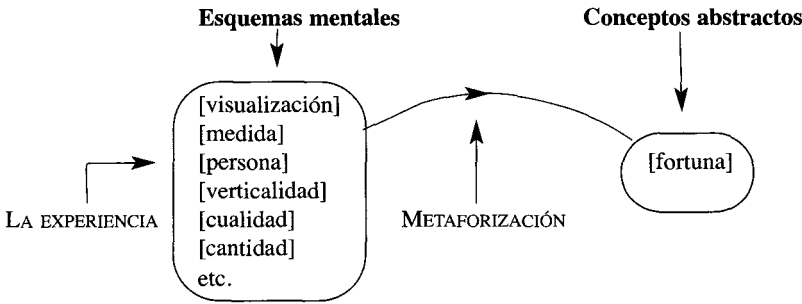 Esquemas mentales
Conceptos abstractos
[visualización]
[medida]
[persona]
[verticalidad]
[cualidad]
[cantidad]
etc.
LA EXPERIENCIA
METAFORIZACIÓN
[fortuna]